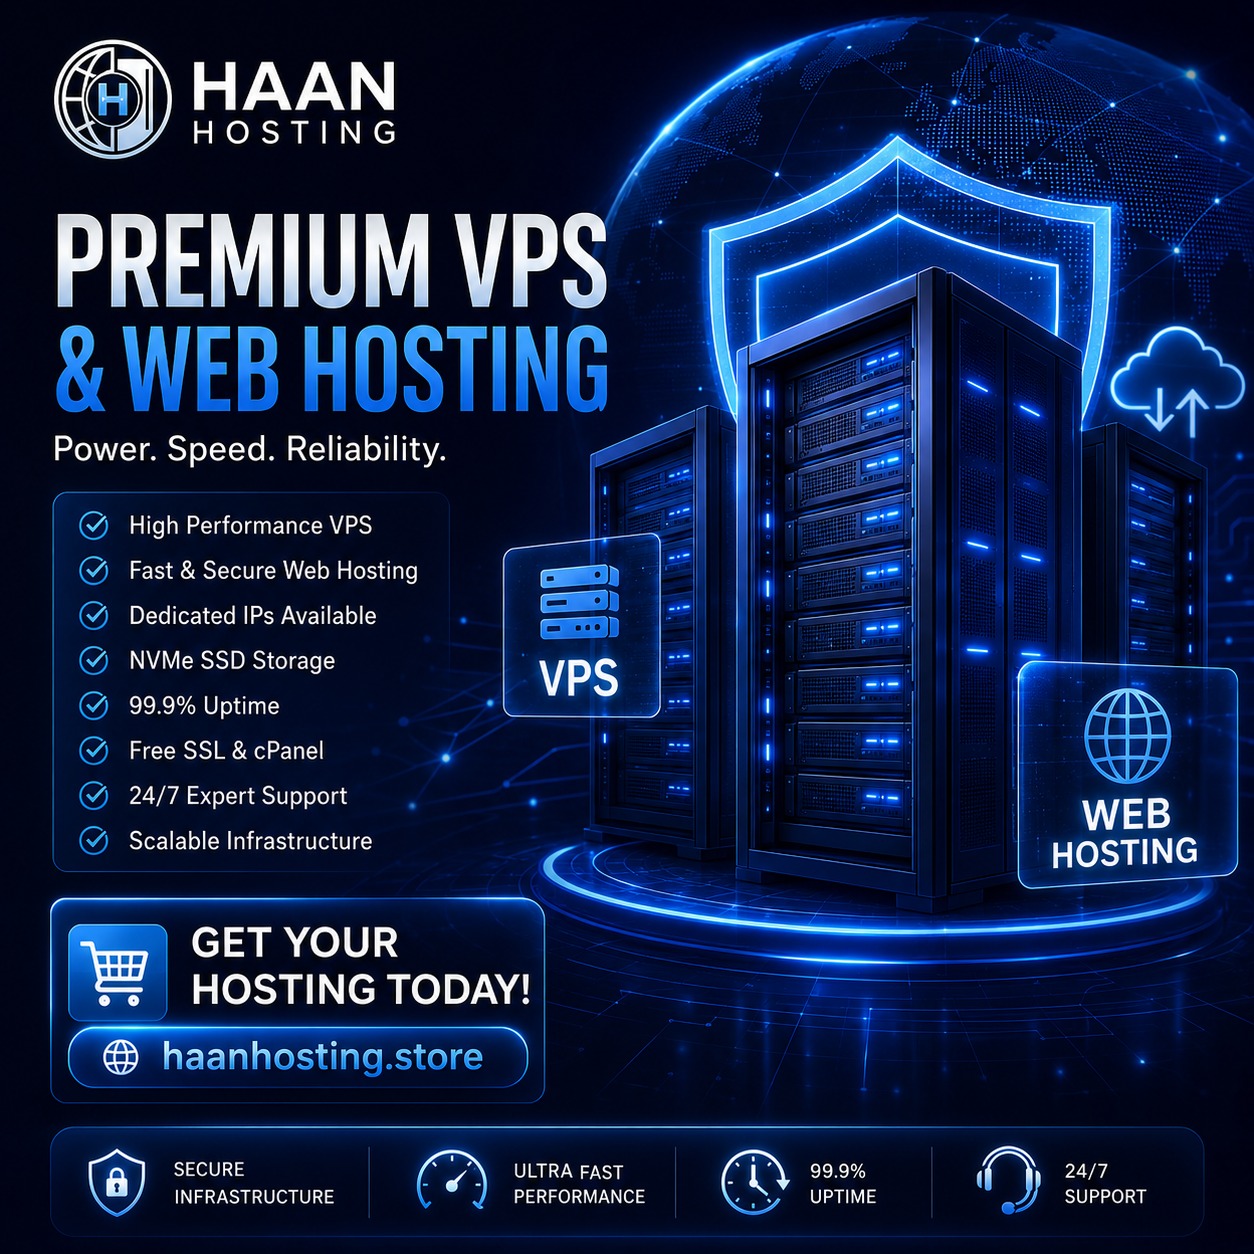 H
HAAN
HOSTING
PREMIUM VPS
& WEB HOSTING
Power. Speed. Reliability.
High Performance VPS
Fast & Secure Web Hosting
Dedicated IPs Available
NVMe SSD Storage
99.9% Uptime
Free SSL & cPanel
24/7 Expert Support
Scalable Infrastructure
VPS
WEB
HOSTING
GET YOUR
HOSTING TODAY!
haanhosting.store
SECURE
INFRASTRUCTURE
ULTRA FAST
PERFORMANCE
99.9%
UPTIME
24/7
SUPPORT